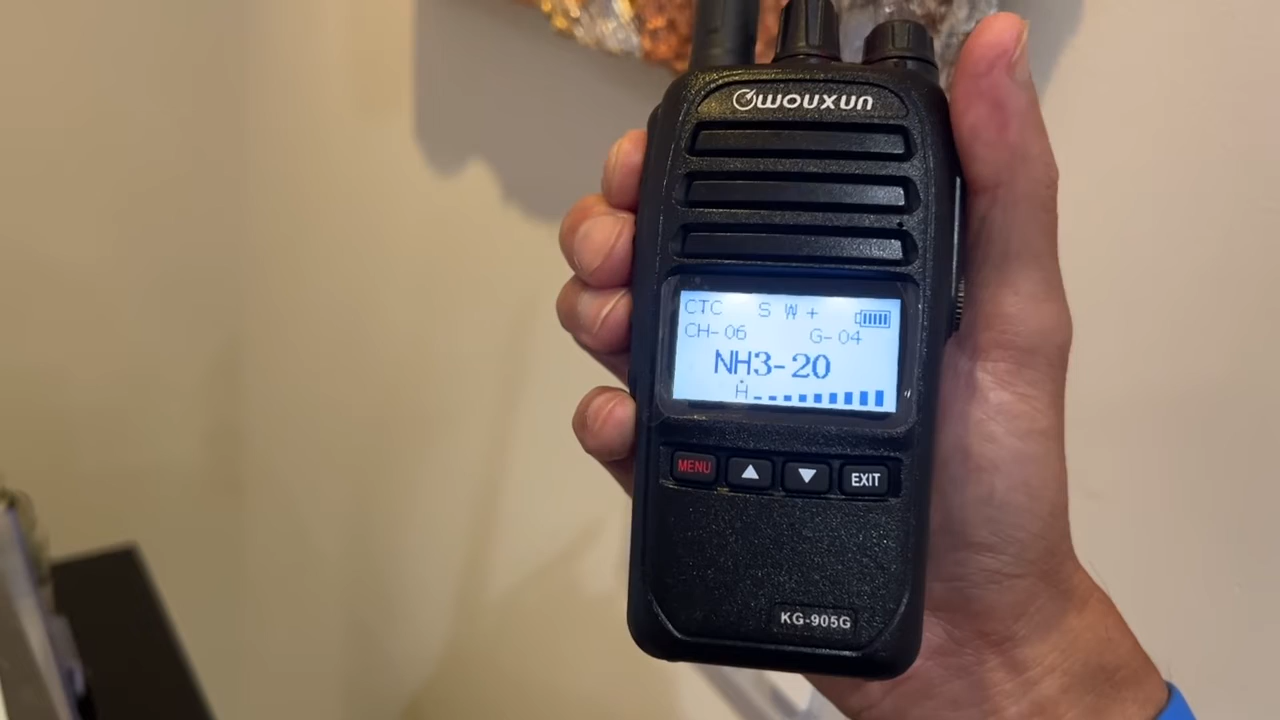 WOUXUN
CTC S W +
CH-06 G-04
NH3-20
H
MENU EXIT
KG-905G